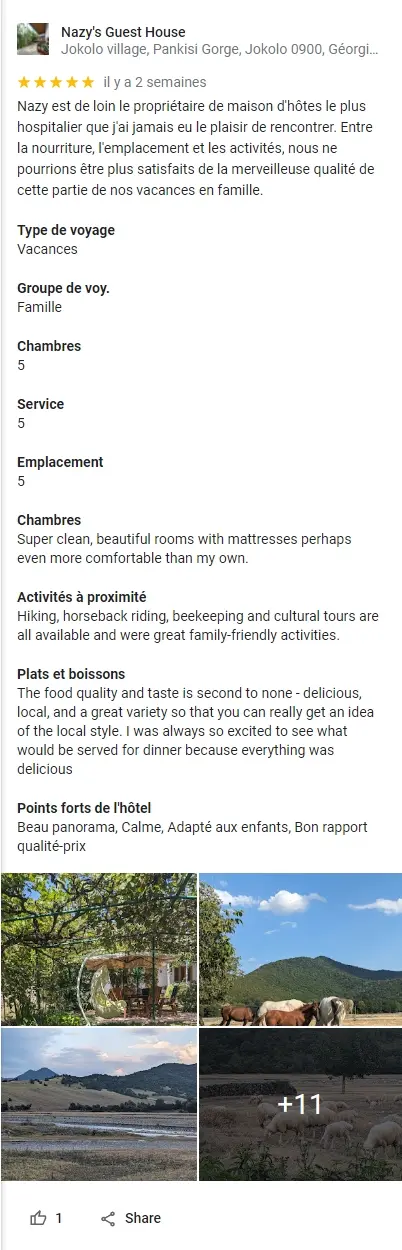 Nazy's Guest House
Jokolo village, Pankisi Gorge, Jokolo 0900, Géorgi...
il y a 2 semaines
Nazy est de loin le propriétaire de maison d'hôtes le plus
hospitalier que j'ai jamais eu le plaisir de rencontrer. Entre
la nourriture, l'emplacement et les activités, nous ne
pourrions être plus satisfaits de la merveilleuse qualité de
cette partie de nos vacances en famille.
Type de voyage
Vacances
Groupe de voy.
Famille
Chambres
5
Service
5
Emplacement
5
Chambres
Super clean, beautiful rooms with mattresses perhaps
even more comfortable than my own.
Activités à proximité
Hiking, horseback riding, beekeeping and cultural tours are
all available and were great family-friendly activities.
Plats et boissons
The food quality and taste is second to none - delicious,
local, and a great variety so that you can really get an idea
of the local style. I was always so excited to see what
would be served for dinner because everything was
delicious
Points forts de l'hôtel
Beau panorama, Calme, Adapté aux enfants, Bon rapport
qualité-prix
+11
1
Share